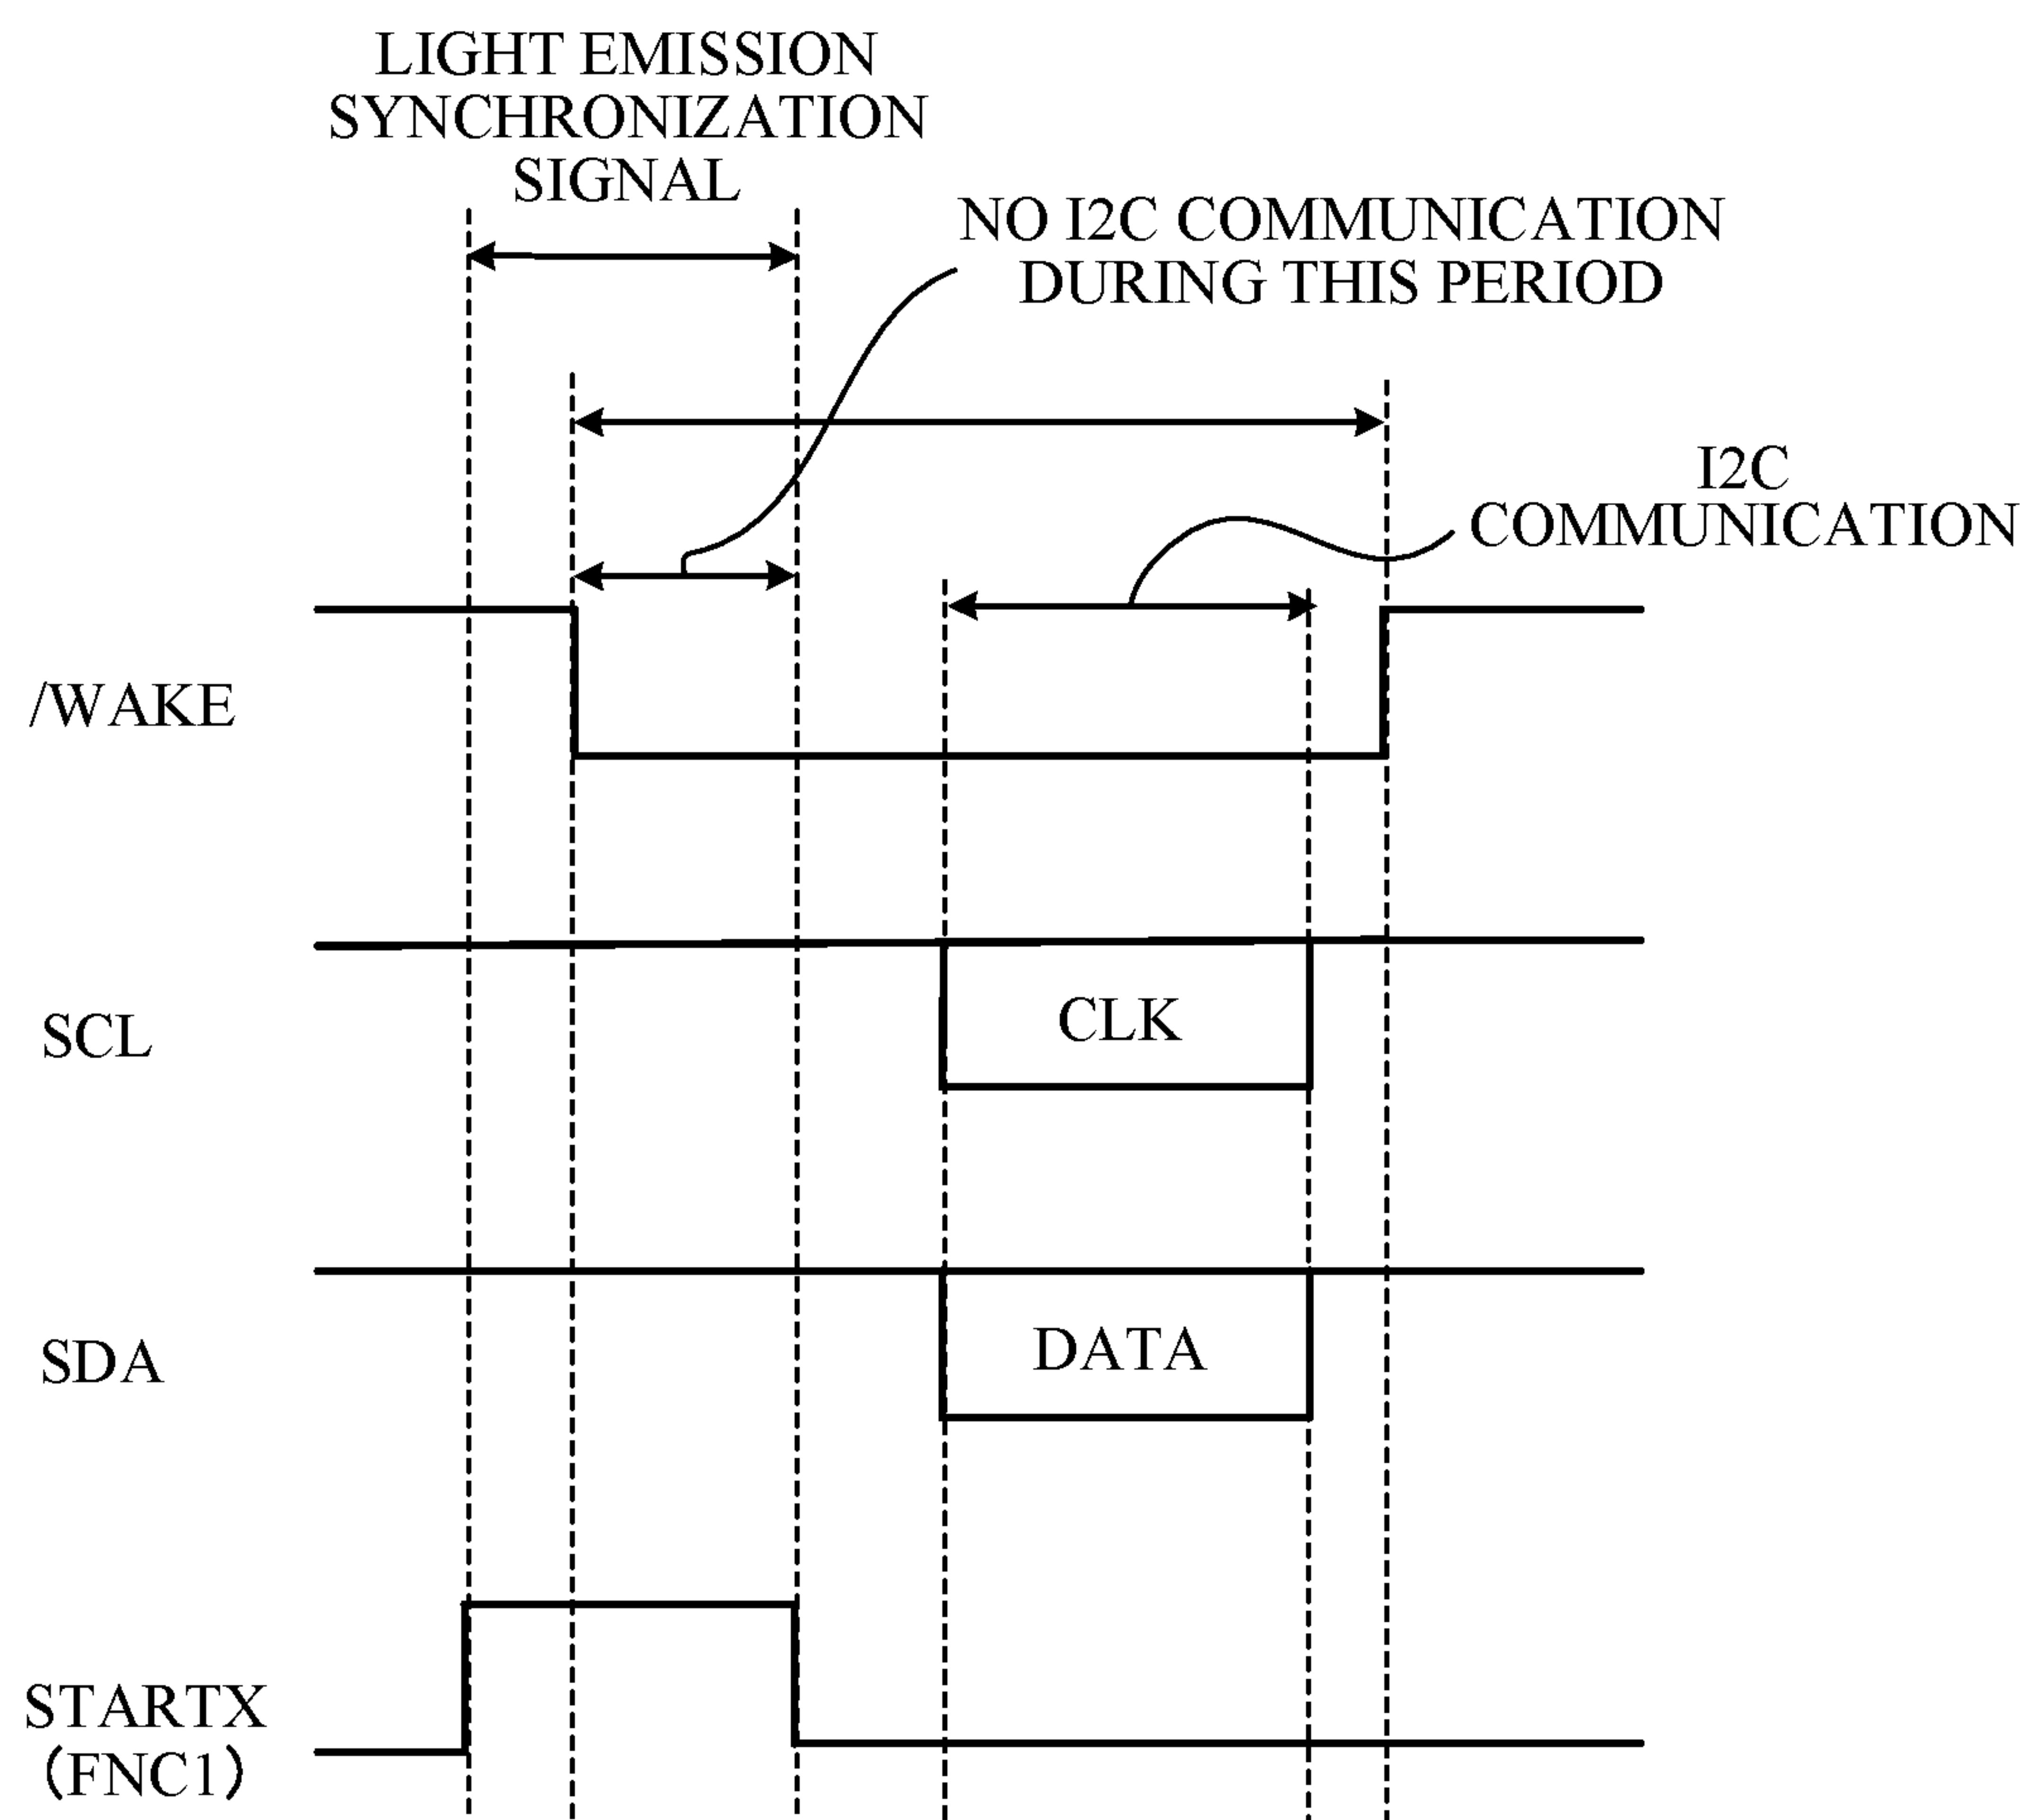 LIGHT EMISSION
SYNCHRONIZATION
SIGNAL
NO I2C COMMUNICATION
DURING THIS PERIOD
I2C
COMMUNICATION
/WAKE
SCL
CLK
SDA
DATA
STARTX
(FNC1)